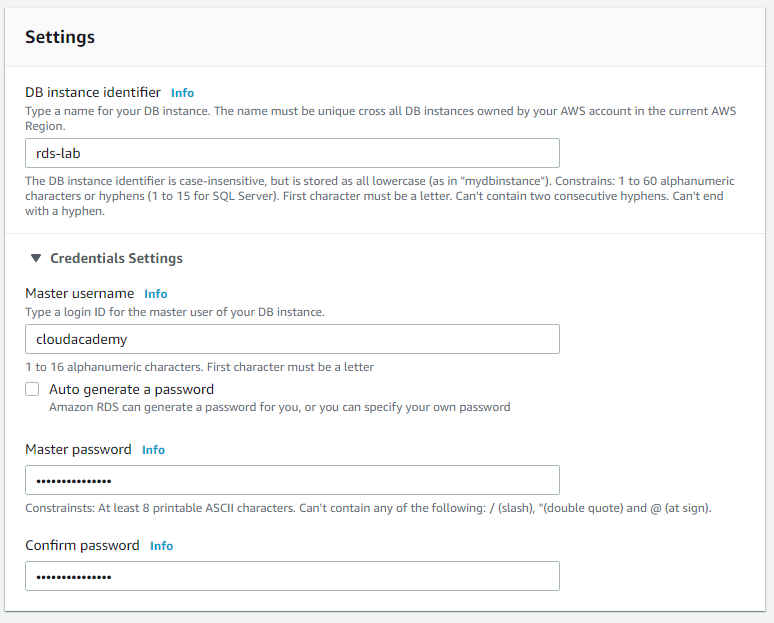 Settings
DB instance identifier Info
Type a name for your DB instance. The name must be unique cross all DB instances owned by your AWS account in the current AWS
Region.
rds-lab
The DB instance identifier is case-insensitive, but is stored as all lowercase (as in "mydbinstance"). Constrains: 1 to 60 alphanumeric
characters or hyphens (1 to 15 for SQL Server). First character must be a letter. Can't contain two consecutive hyphens. Can't end
with a hyphen.
Credentials Settings
Master username Info
Type a login ID for the master user of your DB instance.
cloudacademy
1 to 16 alphanumeric characters. First character must be a letter
Auto generate a password
Amazon RDS can generate a password for you, or you can specify your own password
Master password Info
•••••••••••••••
Constrainsts: At least 8 printable ASCII characters. Can't contain any of the following: / (slash), "(double quote) and @ (at sign).
Confirm password Info
•••••••••••••••